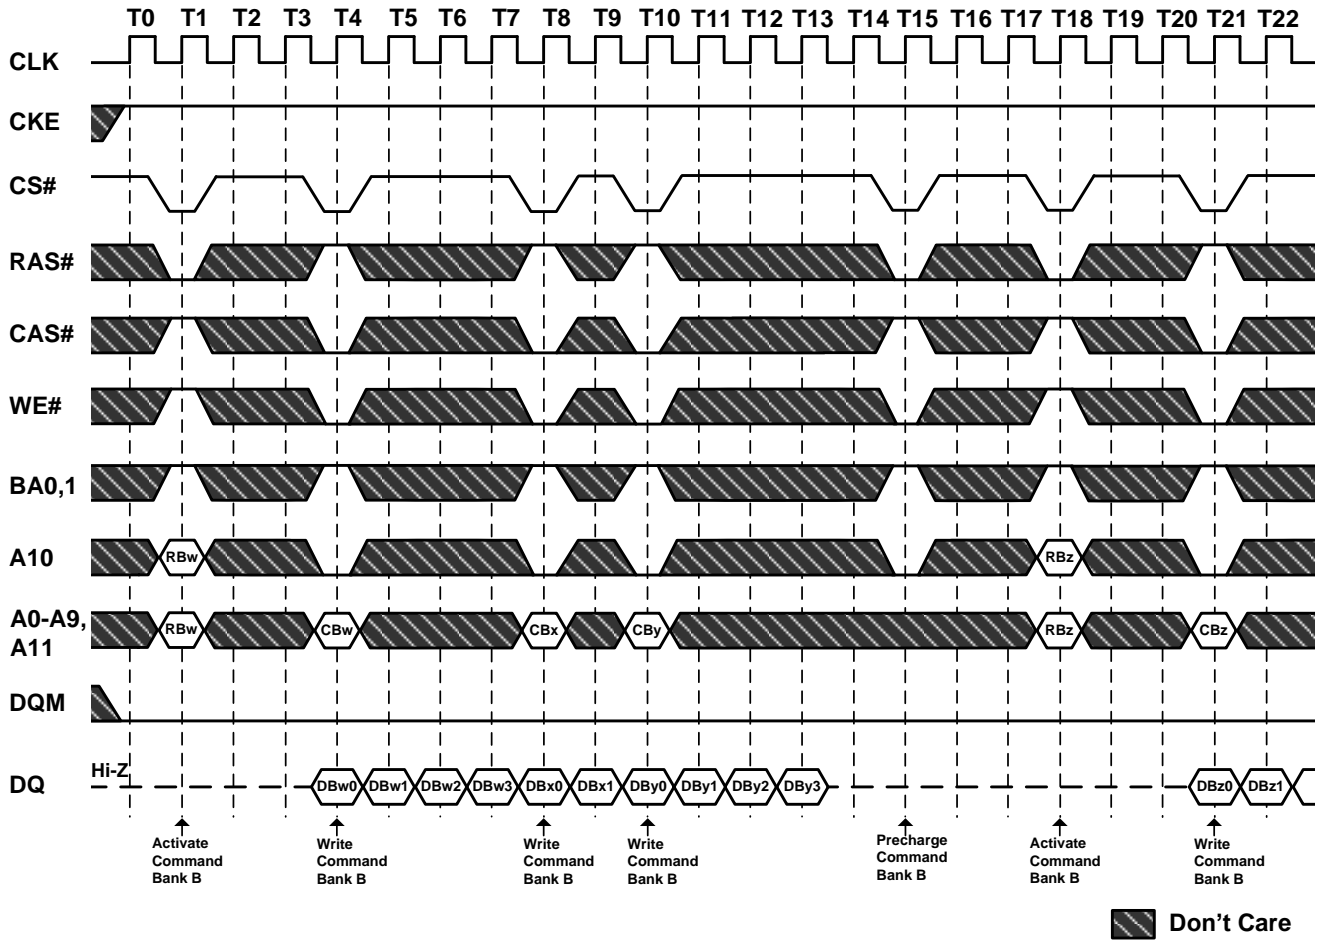 T0 T1 T2 T3 T4 T5 T6 T7 T8 T9 T10 T11 T12 T13 T14 T15 T16 T17 T18 T19 T20 T21 T22
CLK
CKE
CS#
RAS#
CAS#
WE#
BA0,1
A10 RBw RBz
A0-A9,
A11 RBw CBw CBx CBy RBz CBz
DQM
Hi-Z
DQ DBw0 DBw1 DBw2 DBw3 DBx0 DBx1 DBy0 DBy1 DBy2 DBy3 DBz0 DBz1
Activate
Command
Bank B
Write
Command
Bank B
Write
Command
Bank B
Write
Command
Bank B
Precharge
Command
Bank B
Activate
Command
Bank B
Write
Command
Bank B
Don't Care